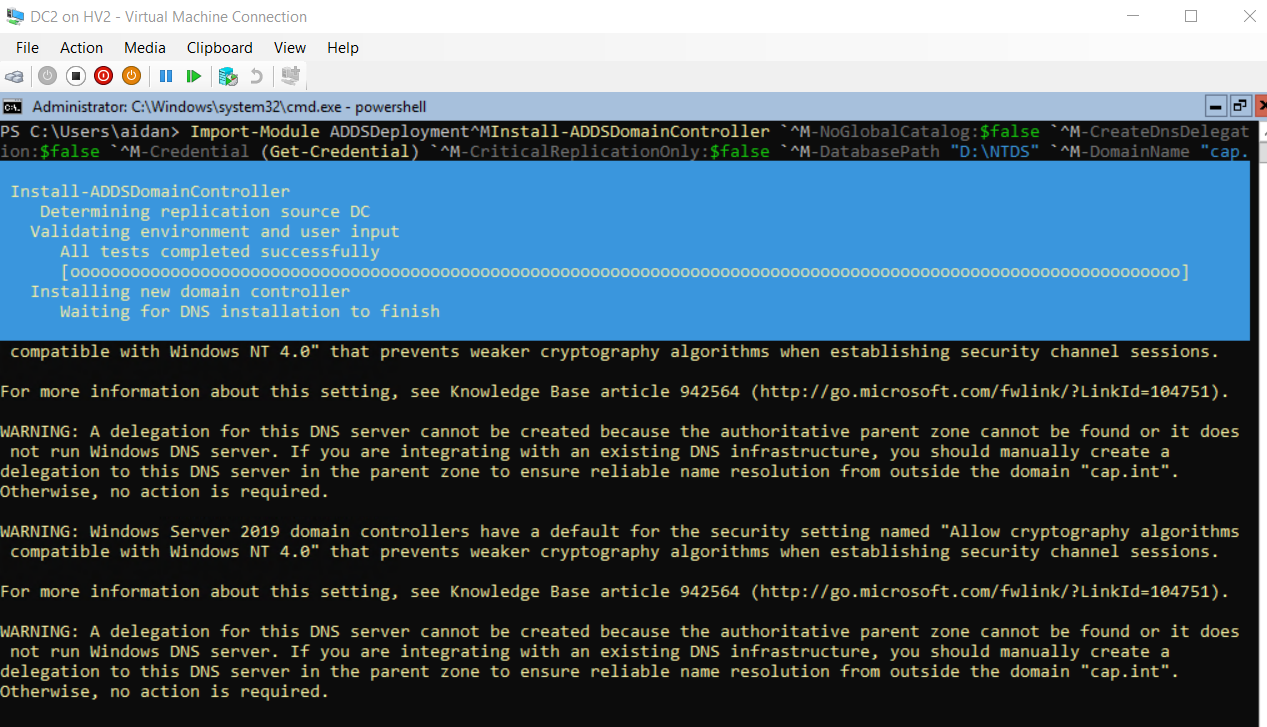 DC2 on HV2 - Virtual Machine Connection
File Action Media Clipboard View Help
Administrator: C:\Windows\system32\cmd.exe - powershell
PS C:\Users\aidan> Import-Module ADDSDeployment^MInstall-ADDSDomainController `^M-NoGlobalCatalog:$false `^M-CreateDnsDelegat
ion:$false `^M-Credential (Get-Credential) `^M-CriticalReplicationOnly:$false `^M-DatabasePath "D:\NTDS" `^M-DomainName "cap.
Install-ADDSDomainController
Determining replication source DC
Validating environment and user input
All tests completed successfully
[ooooooooooooooooooooooooooooooooooooooooooooooooooooooooooooooooooooooooooooooooooooooooooooooooooooooooooooooo]
Installing new domain controller
Waiting for DNS installation to finish
compatible with Windows NT 4.0" that prevents weaker cryptography algorithms when establishing security channel sessions.
For more information about this setting, see Knowledge Base article 942564 (http://go.microsoft.com/fwlink/?LinkId=104751).
WARNING: A delegation for this DNS server cannot be created because the authoritative parent zone cannot be found or it does
not run Windows DNS server. If you are integrating with an existing DNS infrastructure, you should manually create a
delegation to this DNS server in the parent zone to ensure reliable name resolution from outside the domain "cap.int".
Otherwise, no action is required.
WARNING: Windows Server 2019 domain controllers have a default for the security setting named "Allow cryptography algorithms
compatible with Windows NT 4.0" that prevents weaker cryptography algorithms when establishing security channel sessions.
For more information about this setting, see Knowledge Base article 942564 (http://go.microsoft.com/fwlink/?LinkId=104751).
WARNING: A delegation for this DNS server cannot be created because the authoritative parent zone cannot be found or it does
not run Windows DNS server. If you are integrating with an existing DNS infrastructure, you should manually create a
delegation to this DNS server in the parent zone to ensure reliable name resolution from outside the domain "cap.int".
Otherwise, no action is required.